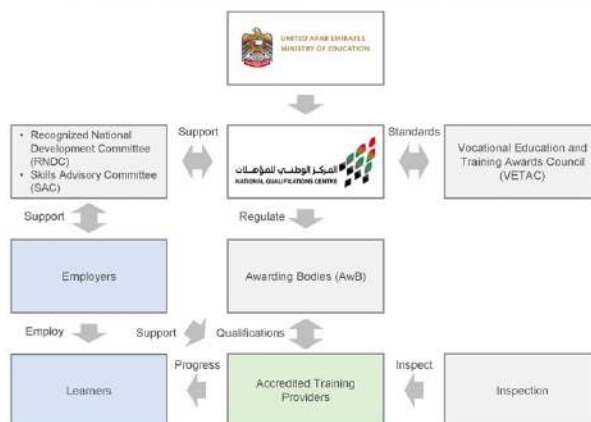 UNITED ARAB EMIRATES
MINISTRY OF EDUCATION
• Recognized National
Development Committee
(RNDC)
• Skills Advisory Committee
(SAC)
Support
المركز الوطني للمؤهلات
NATIONAL QUALIFICATIONS CENTRE
Standards
Vocational Education and
Training Awards Council
(VETAC)
Support
Regulate
Employers
Awarding Bodies (AwB)
Employ
Support
Qualifications
Learners
Progress
Accredited Training
Providers
Inspect
Inspection